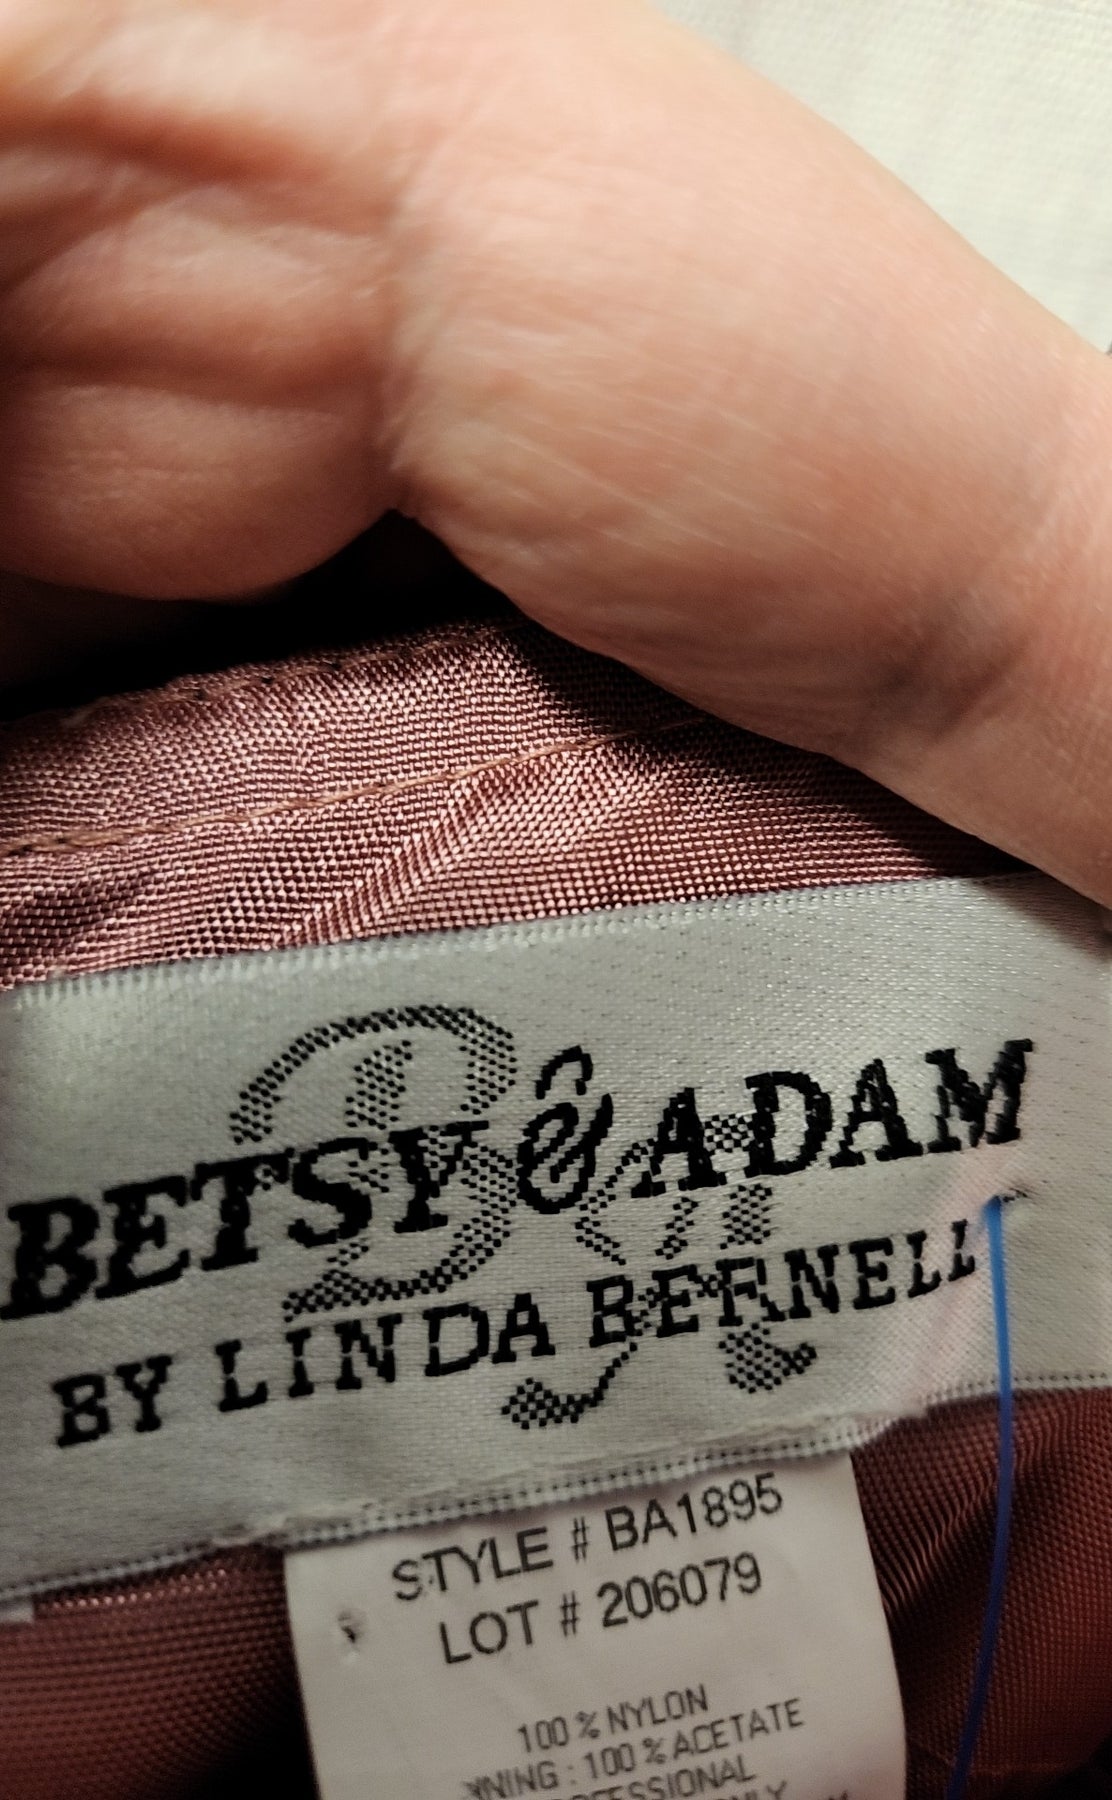 BETSY & ADAM
BY LINDA BERNELL
STYLE # BA1895
LOT # 206079
100 % NYLON
: 100 % ACETATE